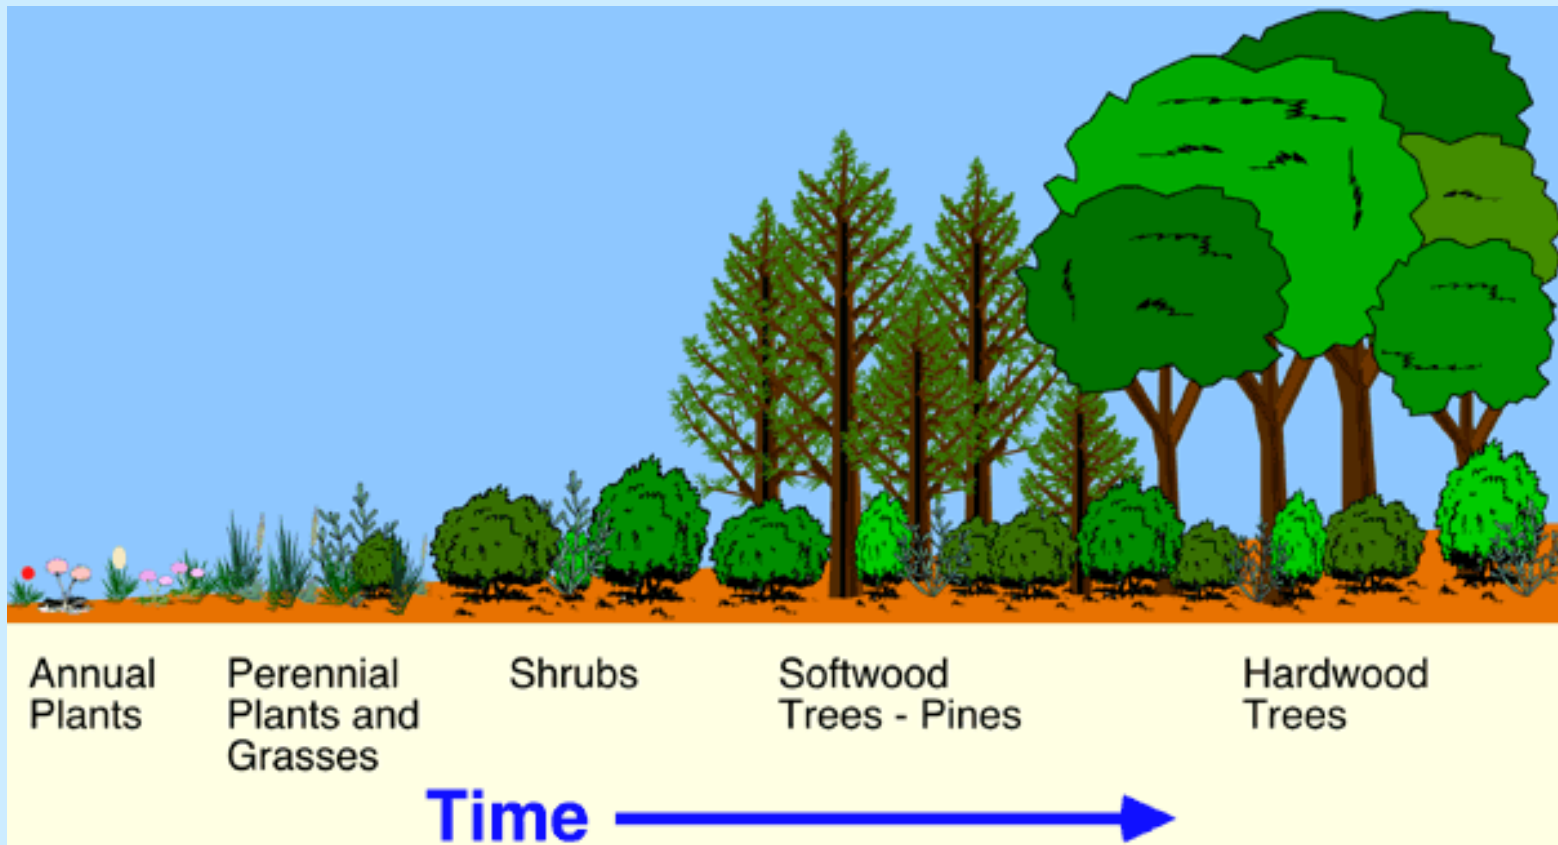 Annual
Plants
Perennial
Plants and
Grasses
Shrubs
Softwood
Trees - Pines
Hardwood
Trees
Time